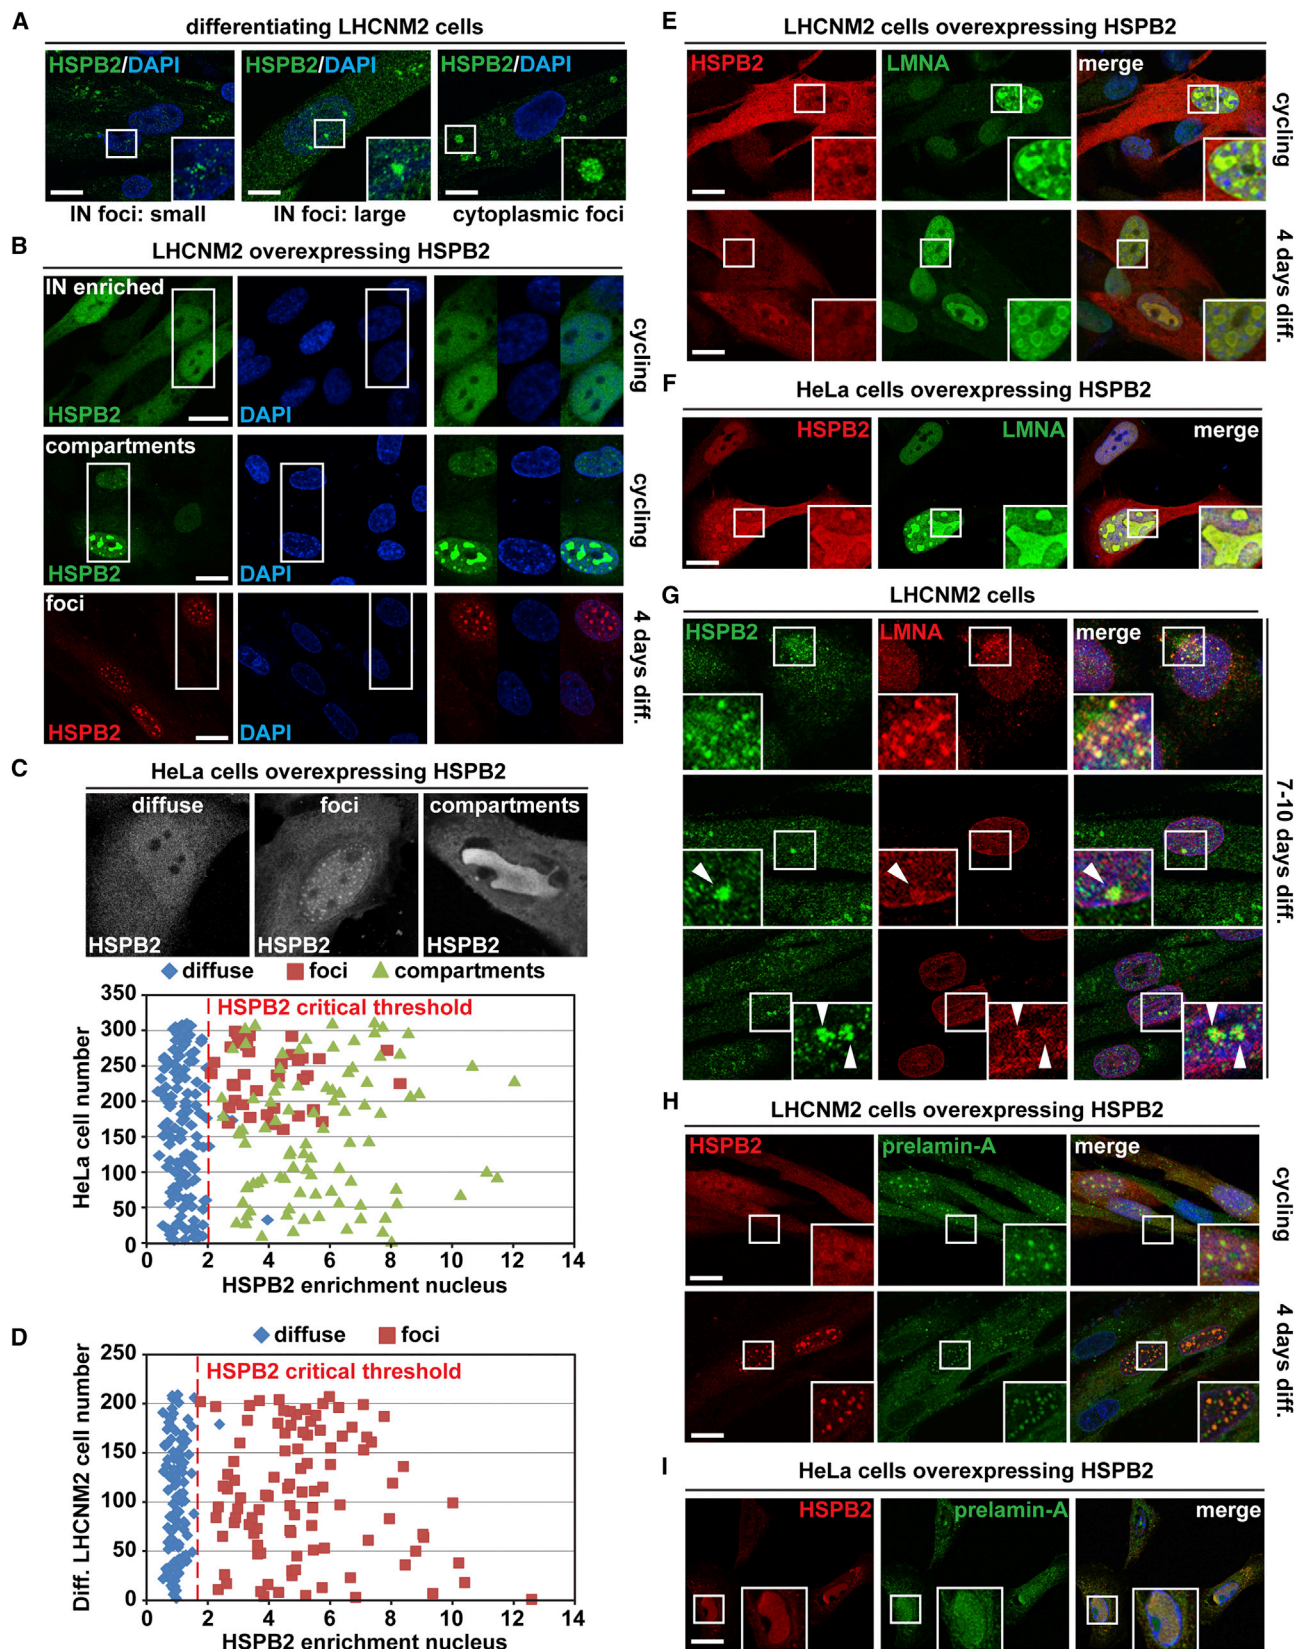 A
differentiating LHCNM2 cells
HSPB2/DAPI
HSPB2/DAPI
HSPB2/DAPI
IN foci: small
IN foci: large
cytoplasmic foci
B
LHCNM2 overexpressing HSPB2
IN enriched
HSPB2
DAPI
cycling
compartments
HSPB2
DAPI
cycling
foci
HSPB2
DAPI
4 days diff.
C
HeLa cells overexpressing HSPB2
diffuse
foci
compartments
HSPB2
HSPB2
HSPB2
diffuse
foci
compartments
HSPB2 critical threshold
HeLa cell number
350
300
250
200
150
100
50
0
0 2 4 6 8 10 12 14
HSPB2 enrichment nucleus
D
diffuse
foci
HSPB2 critical threshold
Diff. LHCNM2 cell number
250
200
150
100
50
0
0 2 4 6 8 10 12 14
HSPB2 enrichment nucleus
E
LHCNM2 cells overexpressing HSPB2
HSPB2
LMNA
merge
cycling
4 days diff.
F
HeLa cells overexpressing HSPB2
HSPB2
LMNA
merge
G
LHCNM2 cells
HSPB2
LMNA
merge
7-10 days diff.
H
LHCNM2 cells overexpressing HSPB2
HSPB2
prelamin-A
merge
cycling
4 days diff.
I
HeLa cells overexpressing HSPB2
HSPB2
prelamin-A
merge